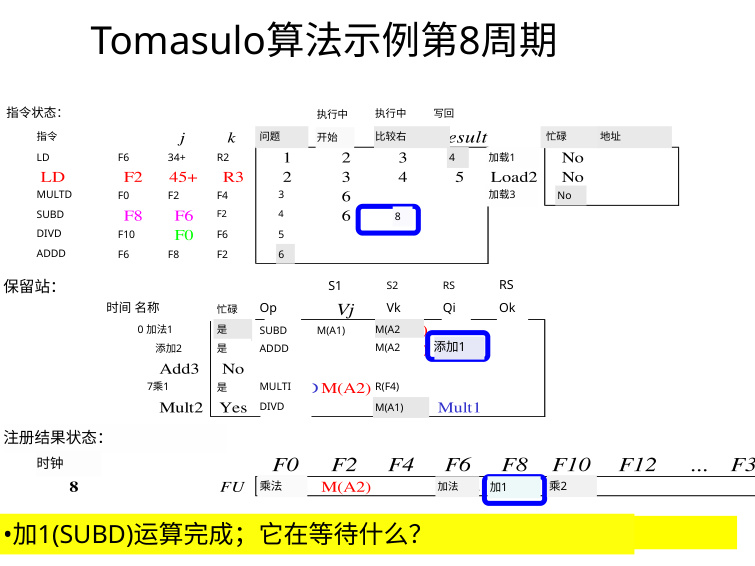 Tomasulo算法示例第8周期
指令状态：
执行中 执行中 写回
指令 j k 问题 开始 比较右 esult 忙碌 地址
LD F6 34+ R2 1 2 3 4 加载1 No
LD F2 45+ R3 2 3 4 5 Load2 No
MULTD F0 F2 F4 3 6 加载3 No
SUBD F8 F6 F2 4 6 8
DIVD F10 F0 F6 5
ADDD F6 F8 F2 6
保留站： S1 S2 RS RS
时间 名称 忙碌 Op Vj Vk Qi Ok
0 加法1 是 SUBD M(A1) M(A2 )
添加2 是 ADDD M(A2 添加1
Add3 No
7乘1 是 MULTI M(A2) R(F4)
Mult2 Yes DIVD M(A1) Mult1
注册结果状态：
时钟 F0 F2 F4 F6 F8 F10 F12 ... F3
8 FU 乘法 M(A2) 加法 加1 乘2
•加1(SUBD)运算完成；它在等待什么？